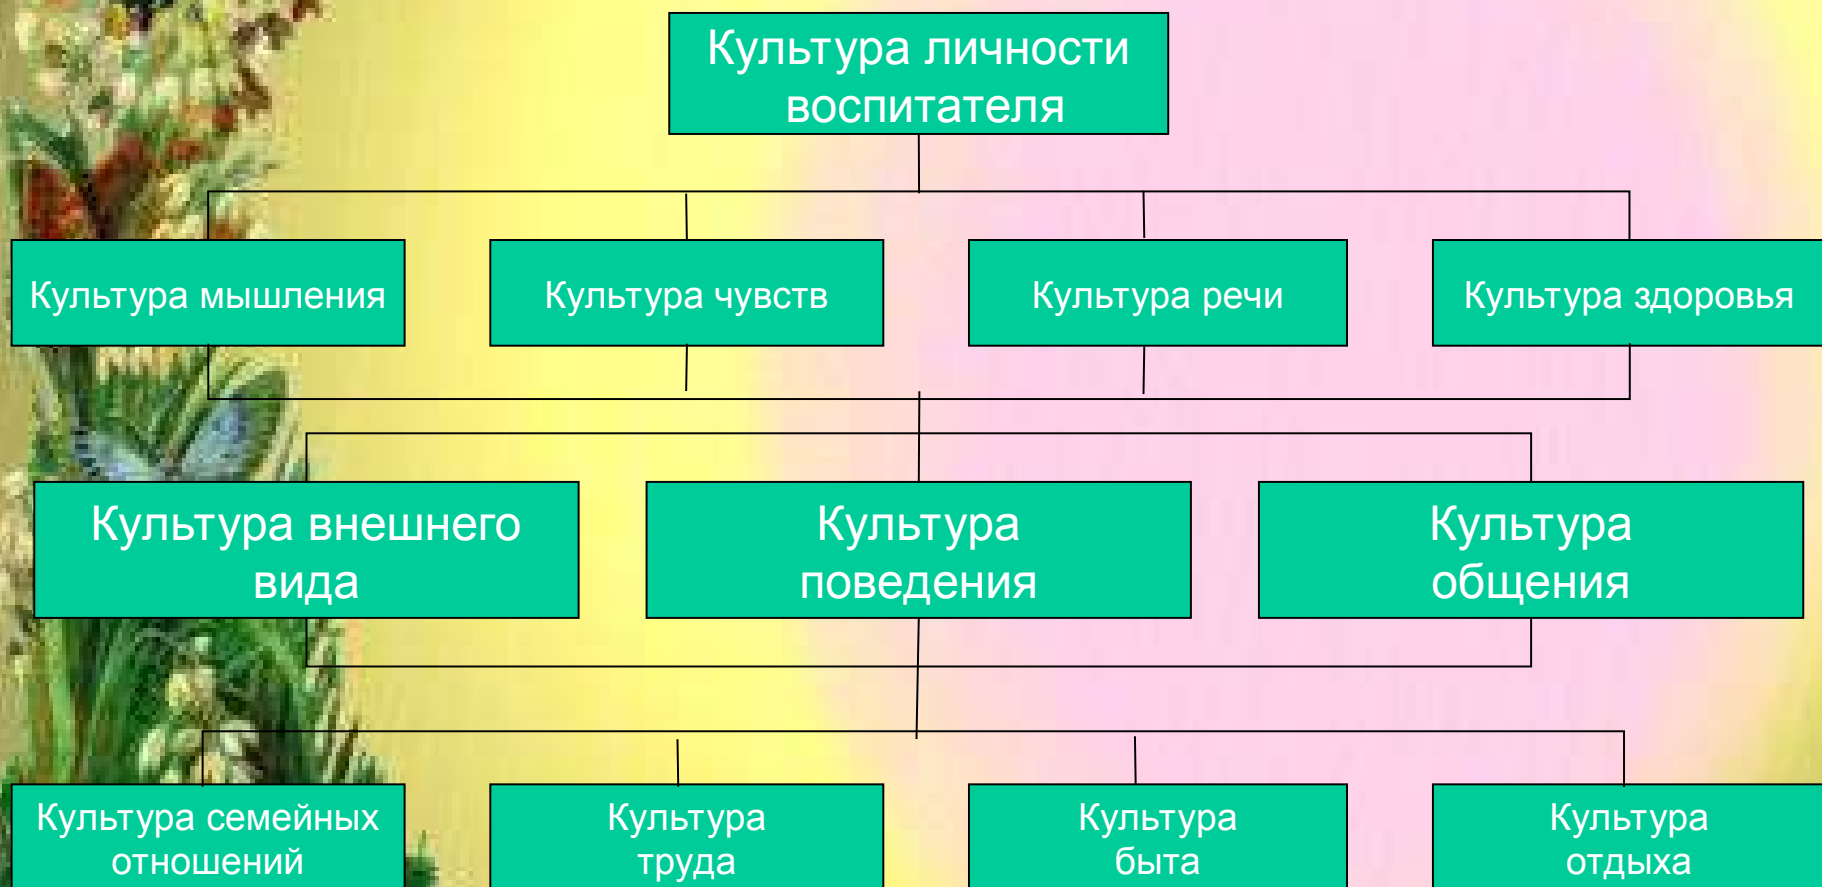 Культура личности
воспитателя
Культура мышления
Культура чувств
Культура речи
Культура здоровья
Культура внешнего
вида
Культура
поведения
Культура
общения
Культура семейных
отношений
Культура
труда
Культура
быта
Культура
отдыха